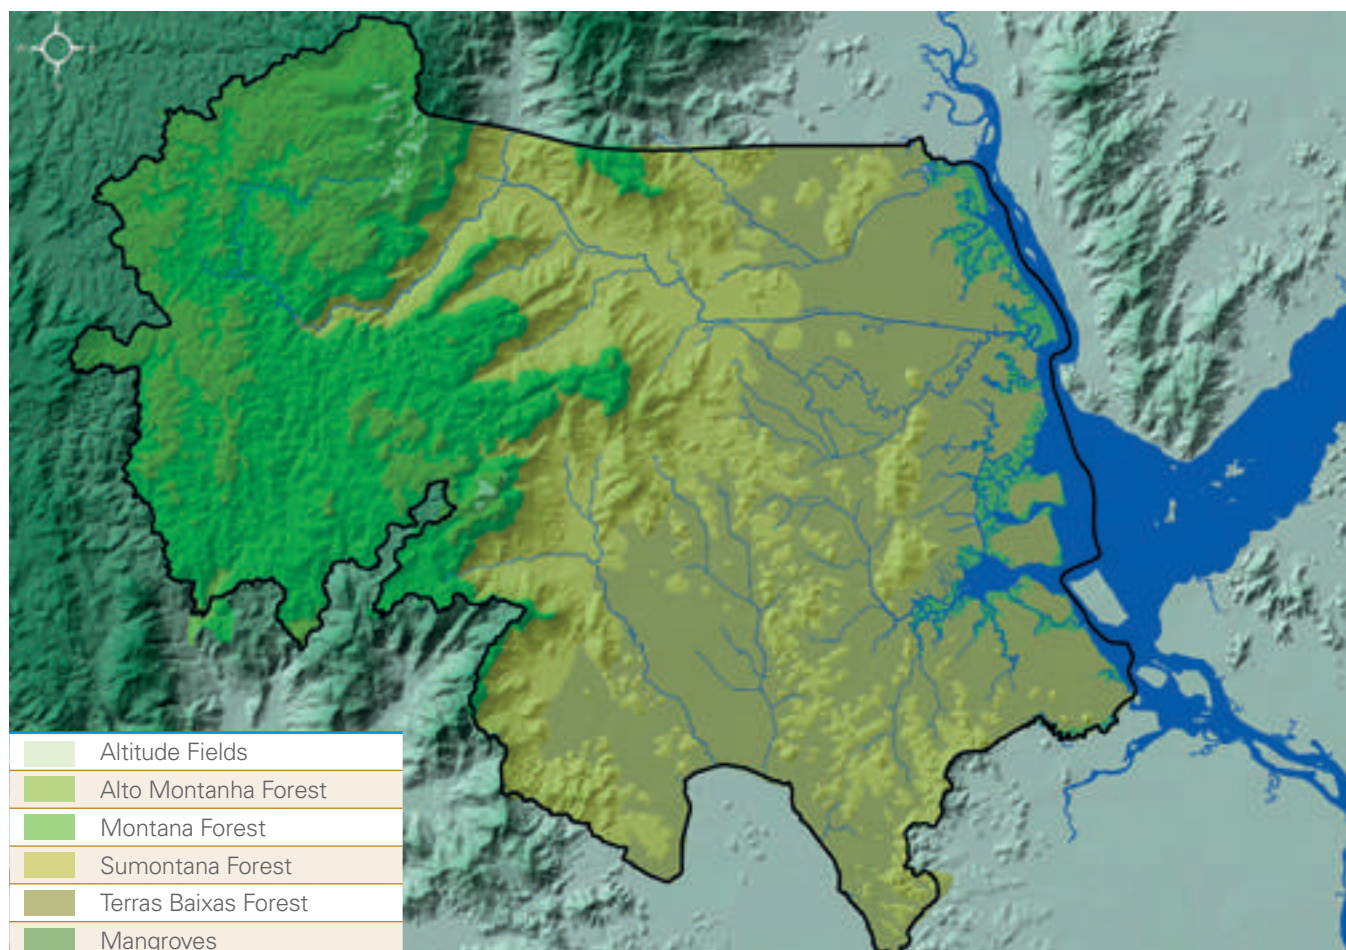 Altitude Fields
Alto Montanha Forest
Montana Forest
Sumontana Forest
Terras Baixas Forest
Mangroves